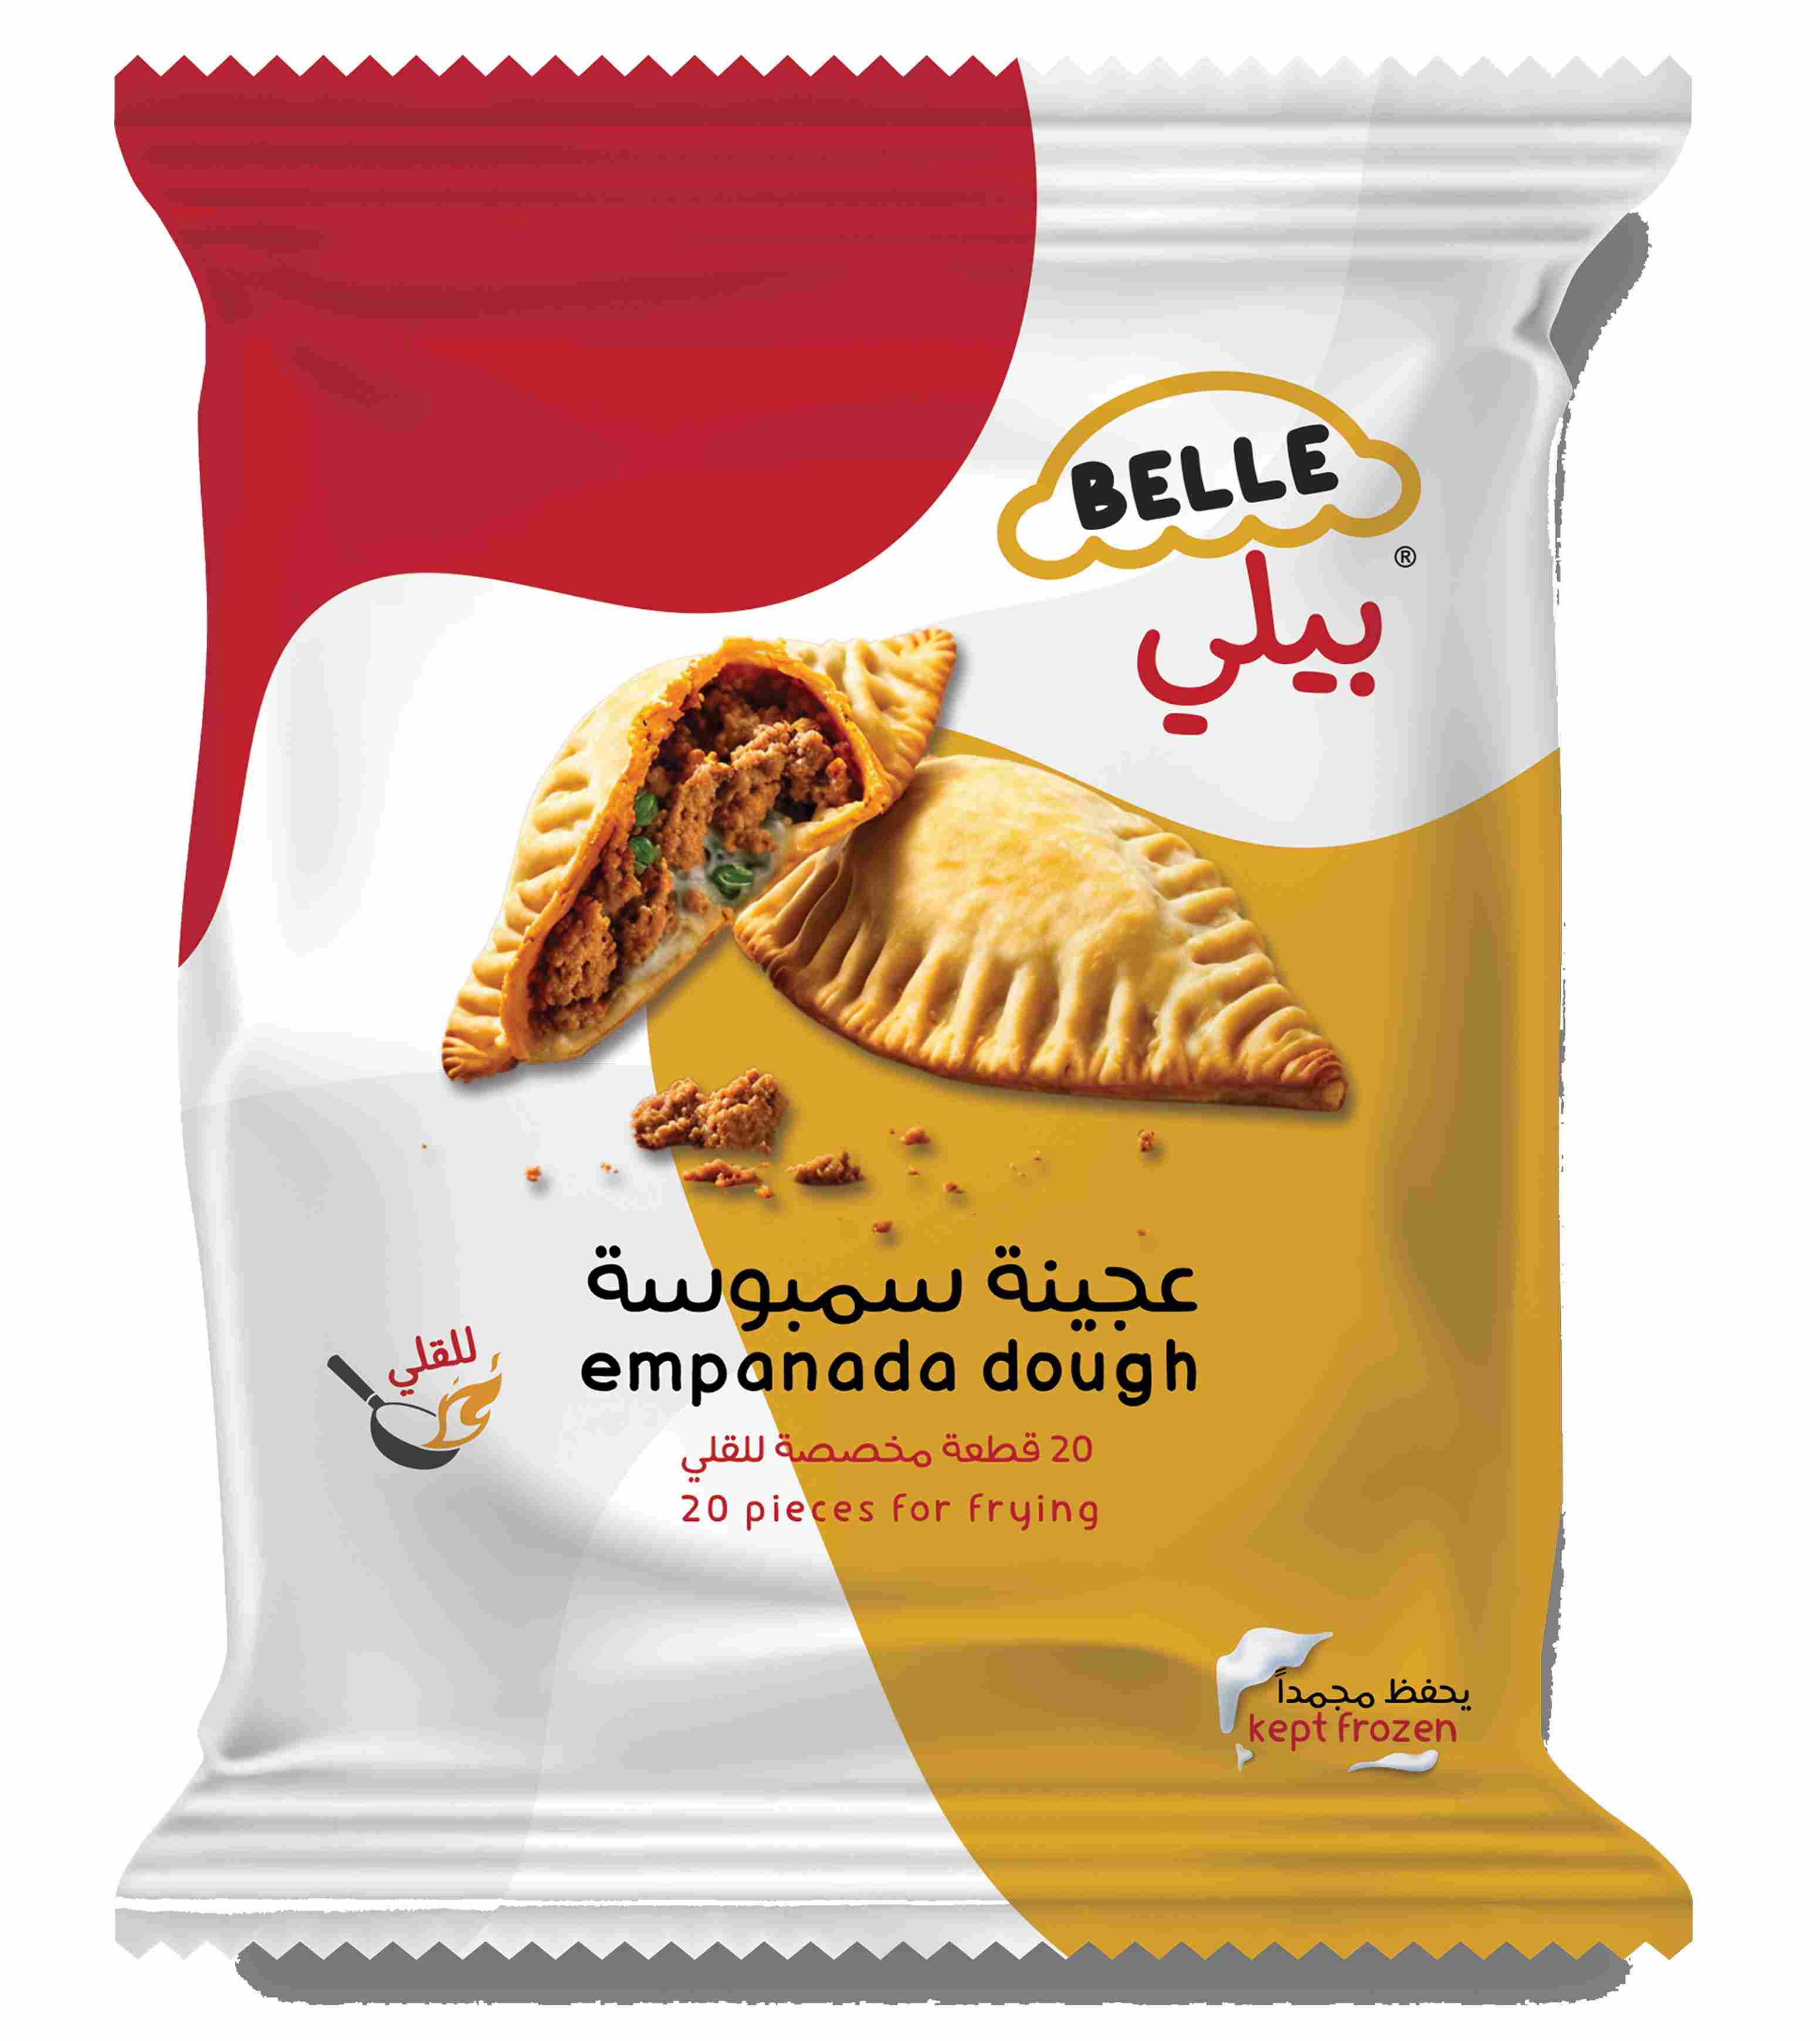 BELLE
®
بيلي
عجينة سمبوسة
empanada dough
للقلي
20 قطعة مخصصة للقلي
20 pieces for frying
يحفظ مجمداً
kept frozen